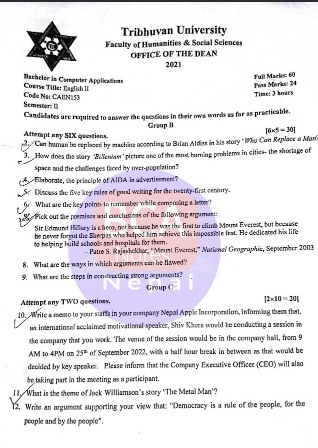 Tribhuvan University
Faculty of Humanities & Social Sciences
OFFICE OF THE DEAN
2021
Bachelor in Computer Applications
Course Title: English II
Code No: CAEN153
Semester: II
Full Marks: 60
Pass Marks: 24
Time: 3 hours
Candidates are required to answer the questions in their own words as far as practicable.
Group B
Attempt any SIX questions. [6×5 = 30]
2. Can human be replaced by machine according to Brian Aldiss in his story "Who Can Replace a Man?
3. How does the story 'Billenium' picture one of the most burning problems in cities- the shortage of
space and the challenges faced by over-population?
4. Elaborate, the principle of AIDA in advertisement?
5. Discuss the five key rules of good writing for the twenty-first century.
6. What are the key points to remember while composing a letter?
Pick out the premises and conclusions of the following argument:
Sir Edmund Hillary is a hero, not because he was the first to climb Mount Everest, but because
he never forgot the Sherpas who helped him achieve this impossible feat. He dedicated his life
to helping build schools and hospitals for them.
– Patre S. Rajashekhar, "Mount Everest," National Geographic, September 2003
8. What are the ways in which arguments can be flawed?
9. What are the steps in constructing strong arguments?
BCA
Nepal
Group C
Attempt any TWO questions. [2×10 = 20]
10. Write a memo to your staffs in your company Nepal Apple Incorporation, informing them that,
an international acclaimed motivational speaker, Shiv Khera would be conducting a session in
the company that you work. The venue of the session would be in the company hall, from 9
AM to 4PM on 25th of September 2022, with a half hour break in between as that would be
decided by key speaker. Please inform that the Company Executive Officer (CEO) will also
be taking part in the meeting as a participant.
11. What is the theme of Jack Williamson's story "The Metal Man"?
12. Write an argument supporting your view that: "Democracy is a rule of the people, for the
people and by the people".